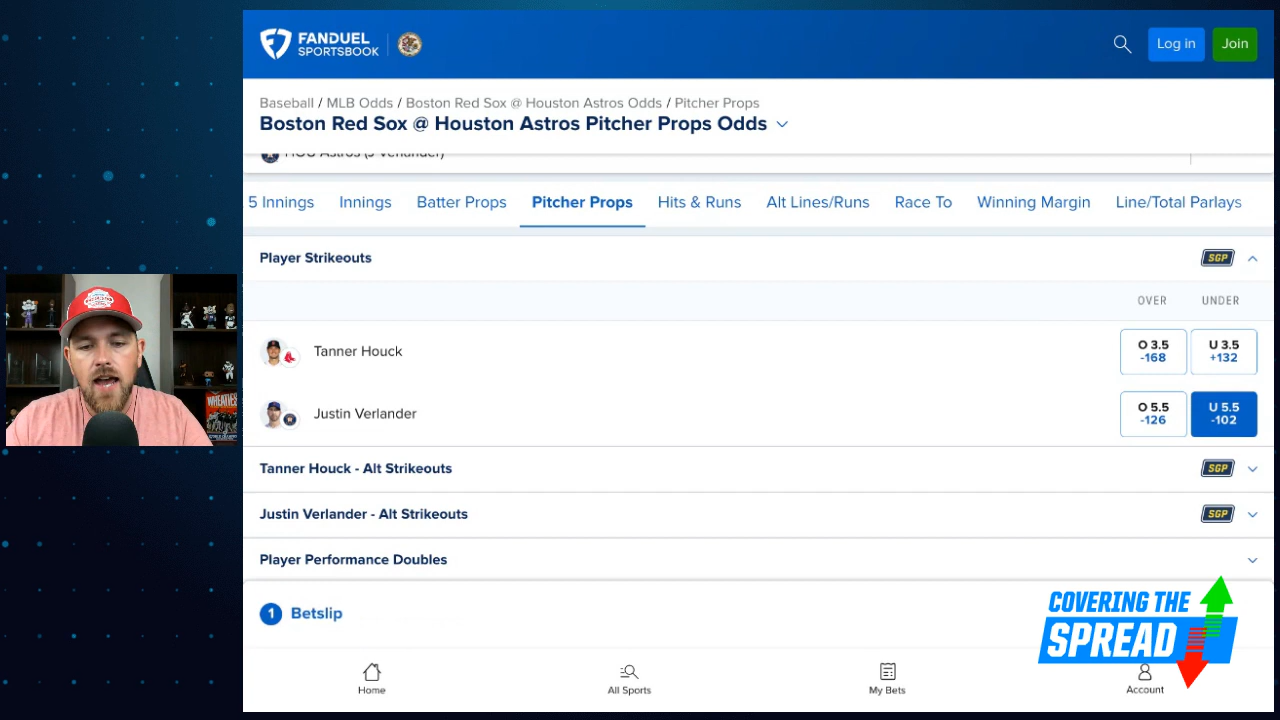 FANDUEL
SPORTSBOOK
Log in
Join
Baseball / MLB Odds / Boston Red Sox @ Houston Astros Odds / Pitcher Props
Boston Red Sox @ Houston Astros Pitcher Props Odds
HOU Astros (J Verlander)
5 Innings
Innings
Batter Props
Pitcher Props
Hits & Runs
Alt Lines/Runs
Race To
Winning Margin
Line/Total Parlays
Player Strikeouts
SGP
OVER
UNDER
Tanner Houck
O 3.5
-168
U 3.5
+132
Justin Verlander
O 5.5
-126
U 5.5
-102
Tanner Houck - Alt Strikeouts
SGP
Justin Verlander - Alt Strikeouts
SGP
Player Performance Doubles
1 Betslip
COVERING THE
SPREAD
Home
All Sports
My Bets
Account
WHEATIES